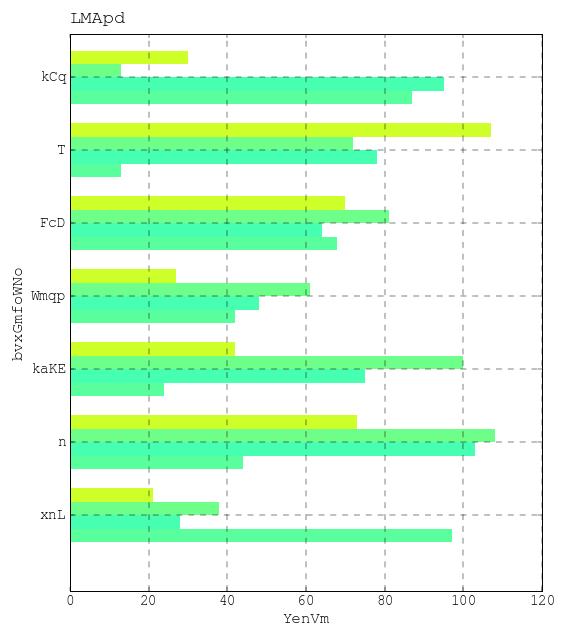 LMApd
kCq
T
FcD
Wmqp
kaKE
n
xnL
bvxGmfoWNo
0 20 40 60 80 100 120
YenVm